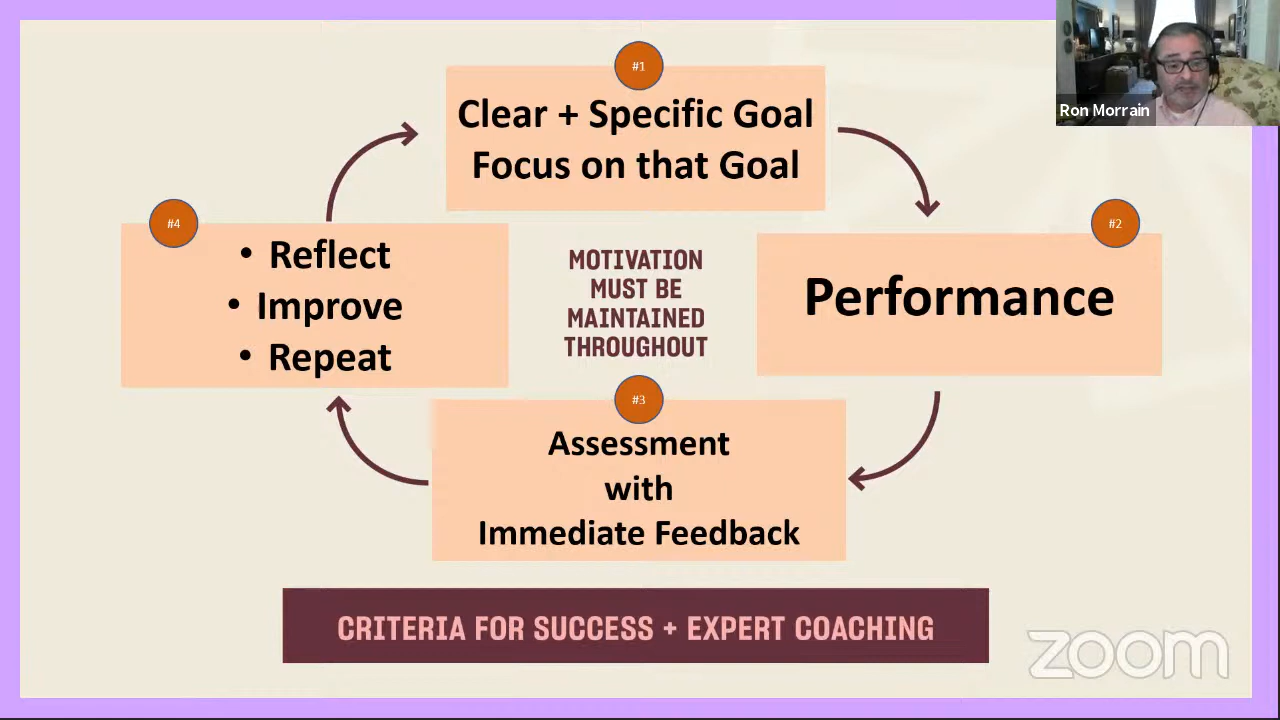 #1
Clear + Specific Goal
Focus on that Goal
Ron Morrain
#4
• Reflect
• Improve
• Repeat
MOTIVATION
MUST BE
MAINTAINED
THROUGHOUT
#2
Performance
#3
Assessment
with
Immediate Feedback
CRITERIA FOR SUCCESS + EXPERT COACHING
zoom